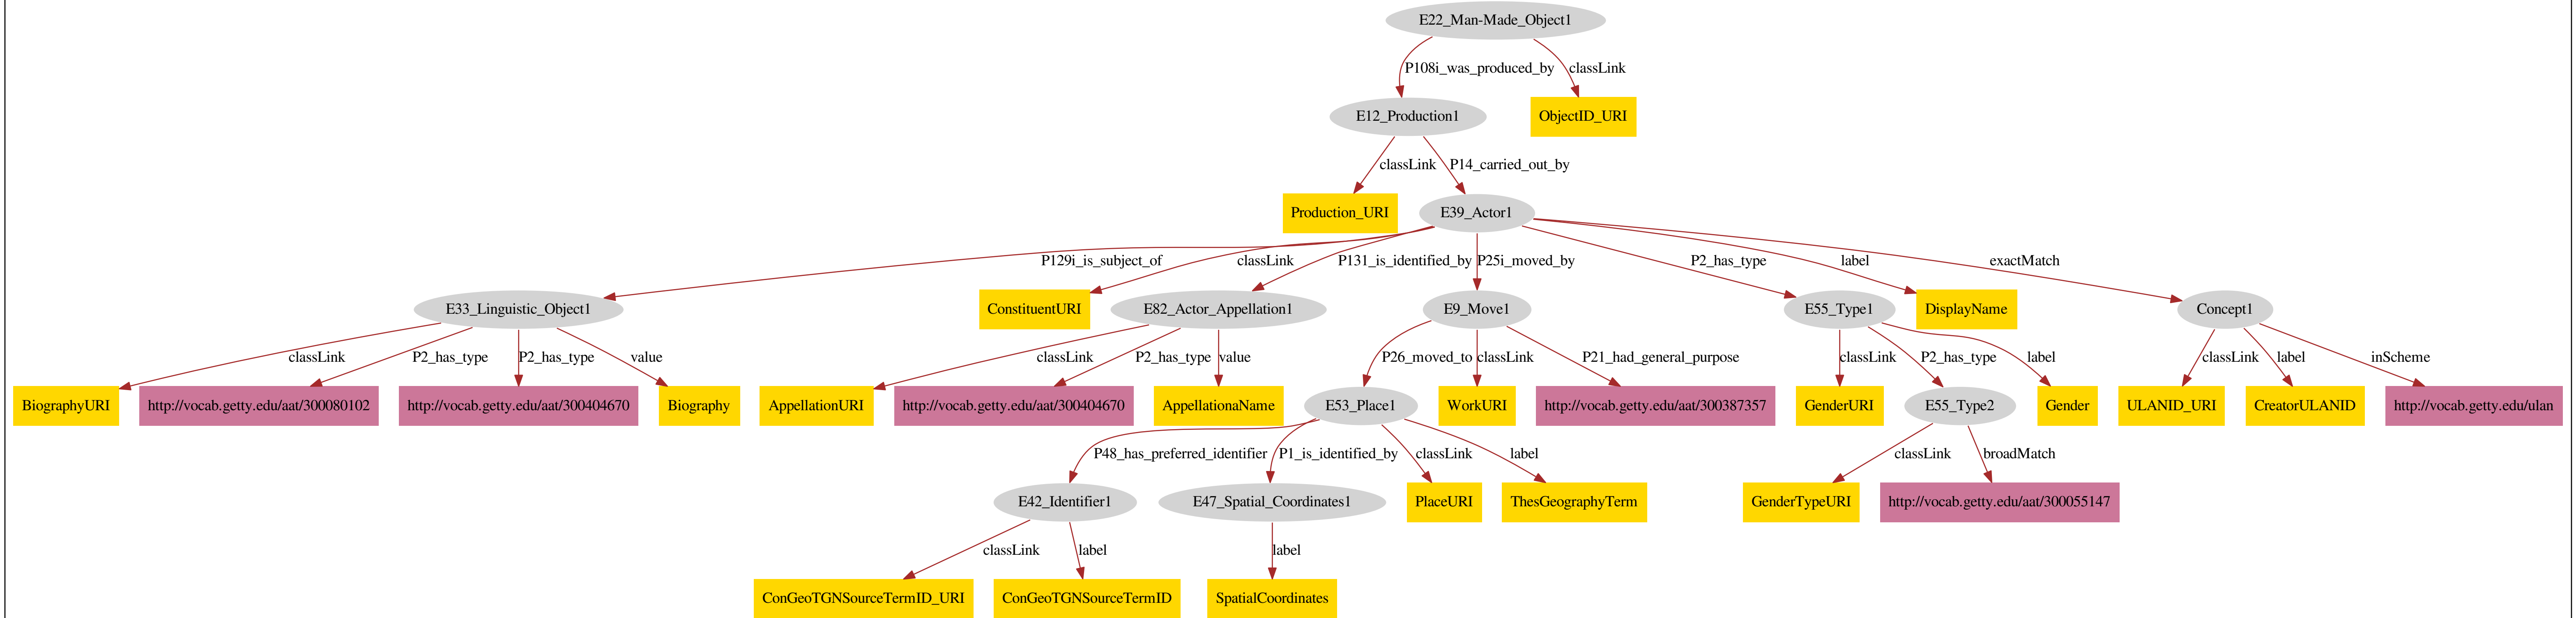 E22_Man-Made_Object1
P108i_was_produced_by classLink
E12_Production1 ObjectID_URI
classLink P14_carried_out_by
Production_URI E39_Actor1
P129i_is_subject_of classLink P131_is_identified_by P25i_moved_by P2_has_type label exactMatch
E33_Linguistic_Object1 ConstituentURI E82_Actor_Appellation1 E9_Move1 E55_Type1 DisplayName Concept1
classLink P2_has_type P2_has_type value classLink P2_has_type value P26_moved_to classLink P21_had_general_purpose classLink P2_has_type label classLink label inScheme
BiographyURI http://vocab.getty.edu/aat/300080102 http://vocab.getty.edu/aat/300404670 Biography AppellationURI http://vocab.getty.edu/aat/300404670 AppellationaName E53_Place1 WorkURI http://vocab.getty.edu/aat/300387357 GenderURI E55_Type2 Gender ULANID_URI CreatorULANID http://vocab.getty.edu/ulan
P48_has_preferred_identifier P1_is_identified_by classLink label classLink broadMatch
E42_Identifier1 E47_Spatial_Coordinates1 PlaceURI ThesGeographyTerm GenderTypeURI http://vocab.getty.edu/aat/300055147
classLink label label
ConGeoTGNSourceTermID_URI ConGeoTGNSourceTermID SpatialCoordinates